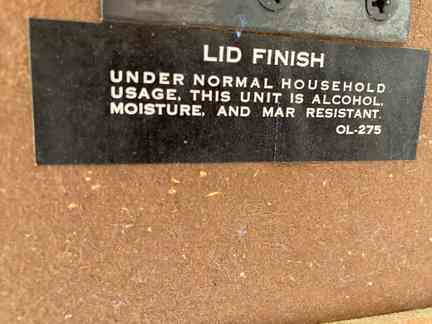 LID FINISH
UNDER NORMAL HOUSEHOLD
USAGE, THIS UNIT IS ALCOHOL,
MOISTURE, AND MAR RESISTANT.
OL-275